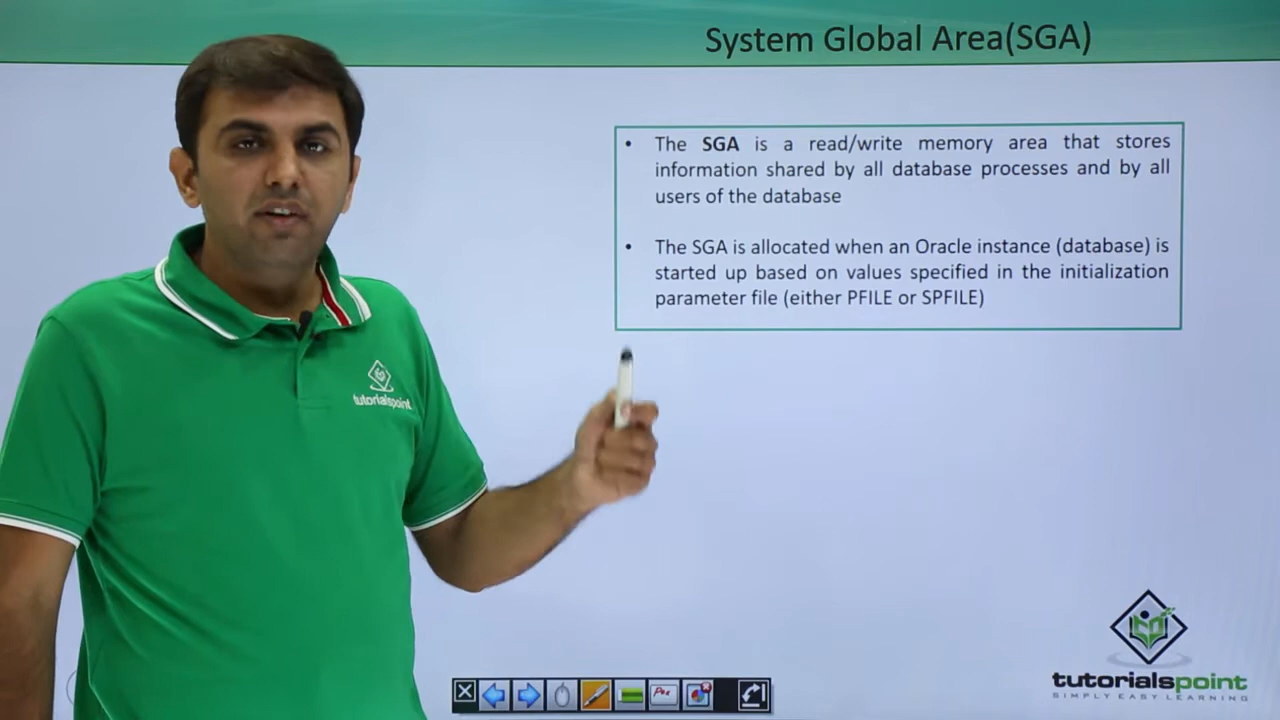 System Global Area(SGA)
• The SGA is a read/write memory area that stores
information shared by all database processes and by all
users of the database
• The SGA is allocated when an Oracle instance (database) is
started up based on values specified in the initialization
parameter file (either PFILE or SPFILE)
tutorialspoint
tutorialspoint
SIMPLY EASY LEARNING